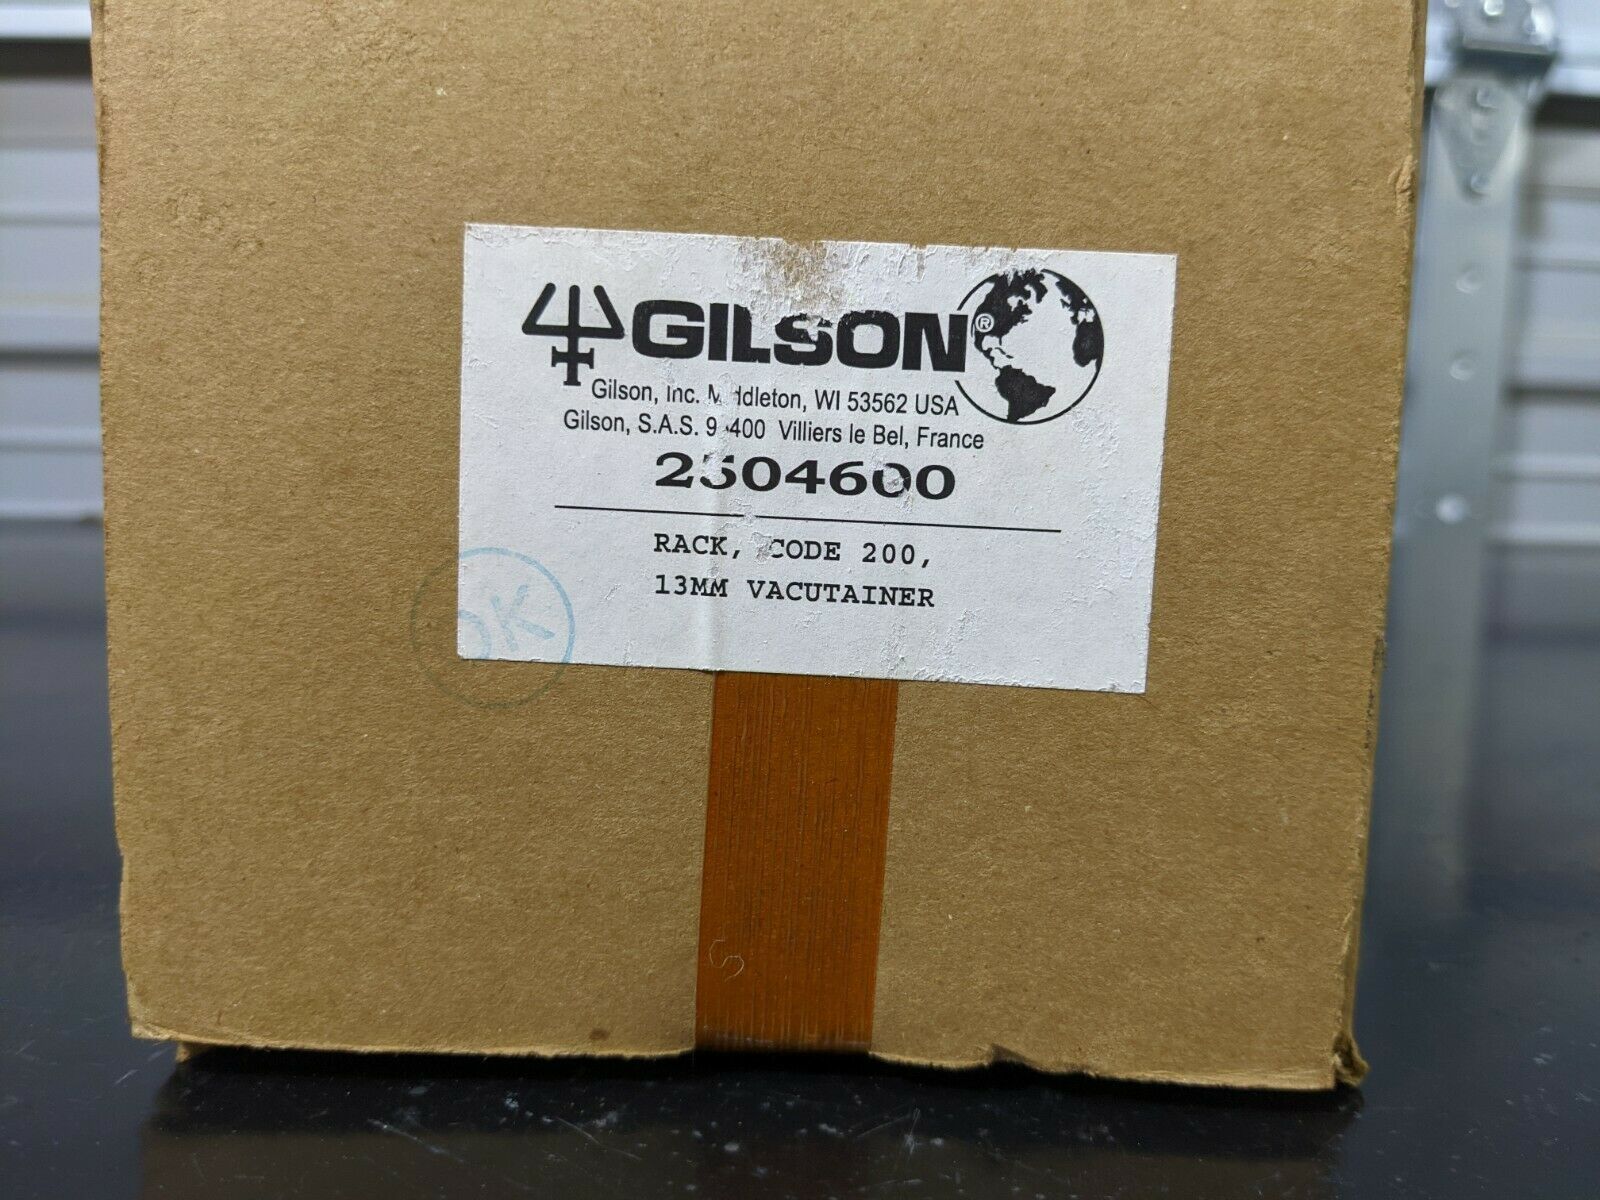 GILSON®
Gilson, Inc. Middleton, WI 53562 USA
Gilson, S.A.S. Villiers le Bel, France
2504600
RACK, CODE 200,
13MM VACUTAINER
OK